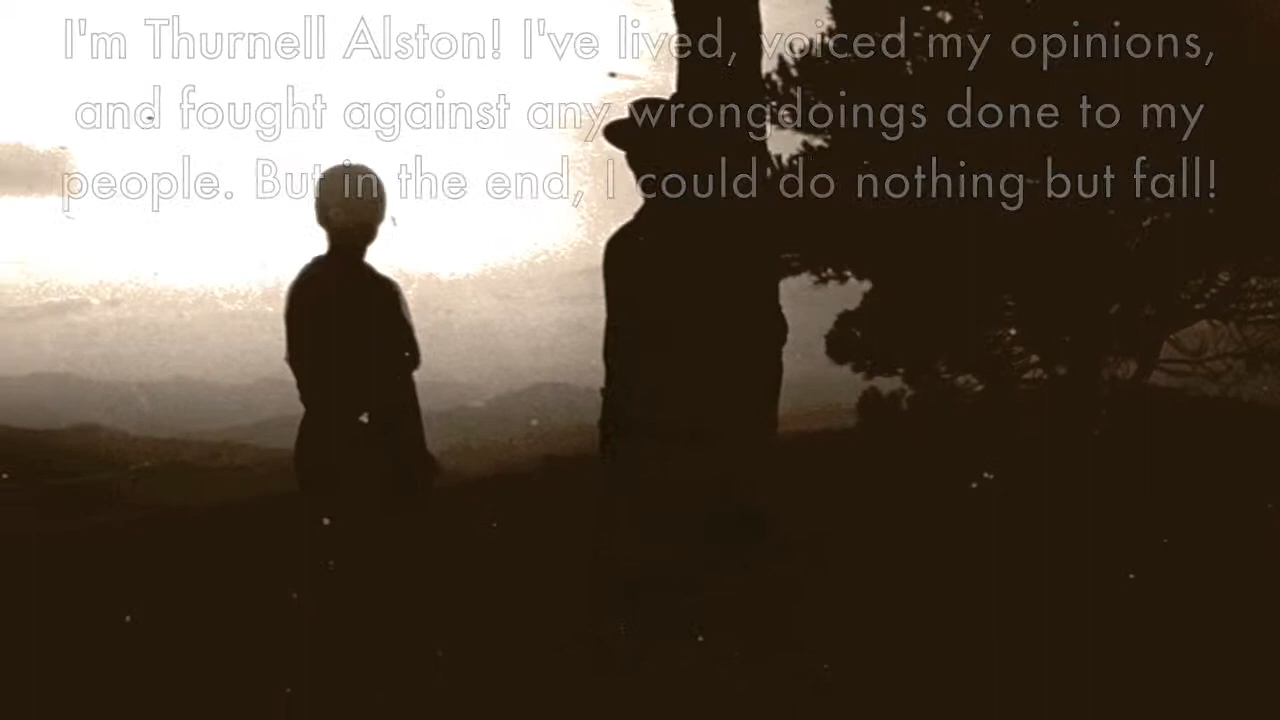 I'm Thurnell Alston! I've lived, voiced my opinions,
and fought against any wrongdoings done to my
people. But in the end, I could do nothing but fall!